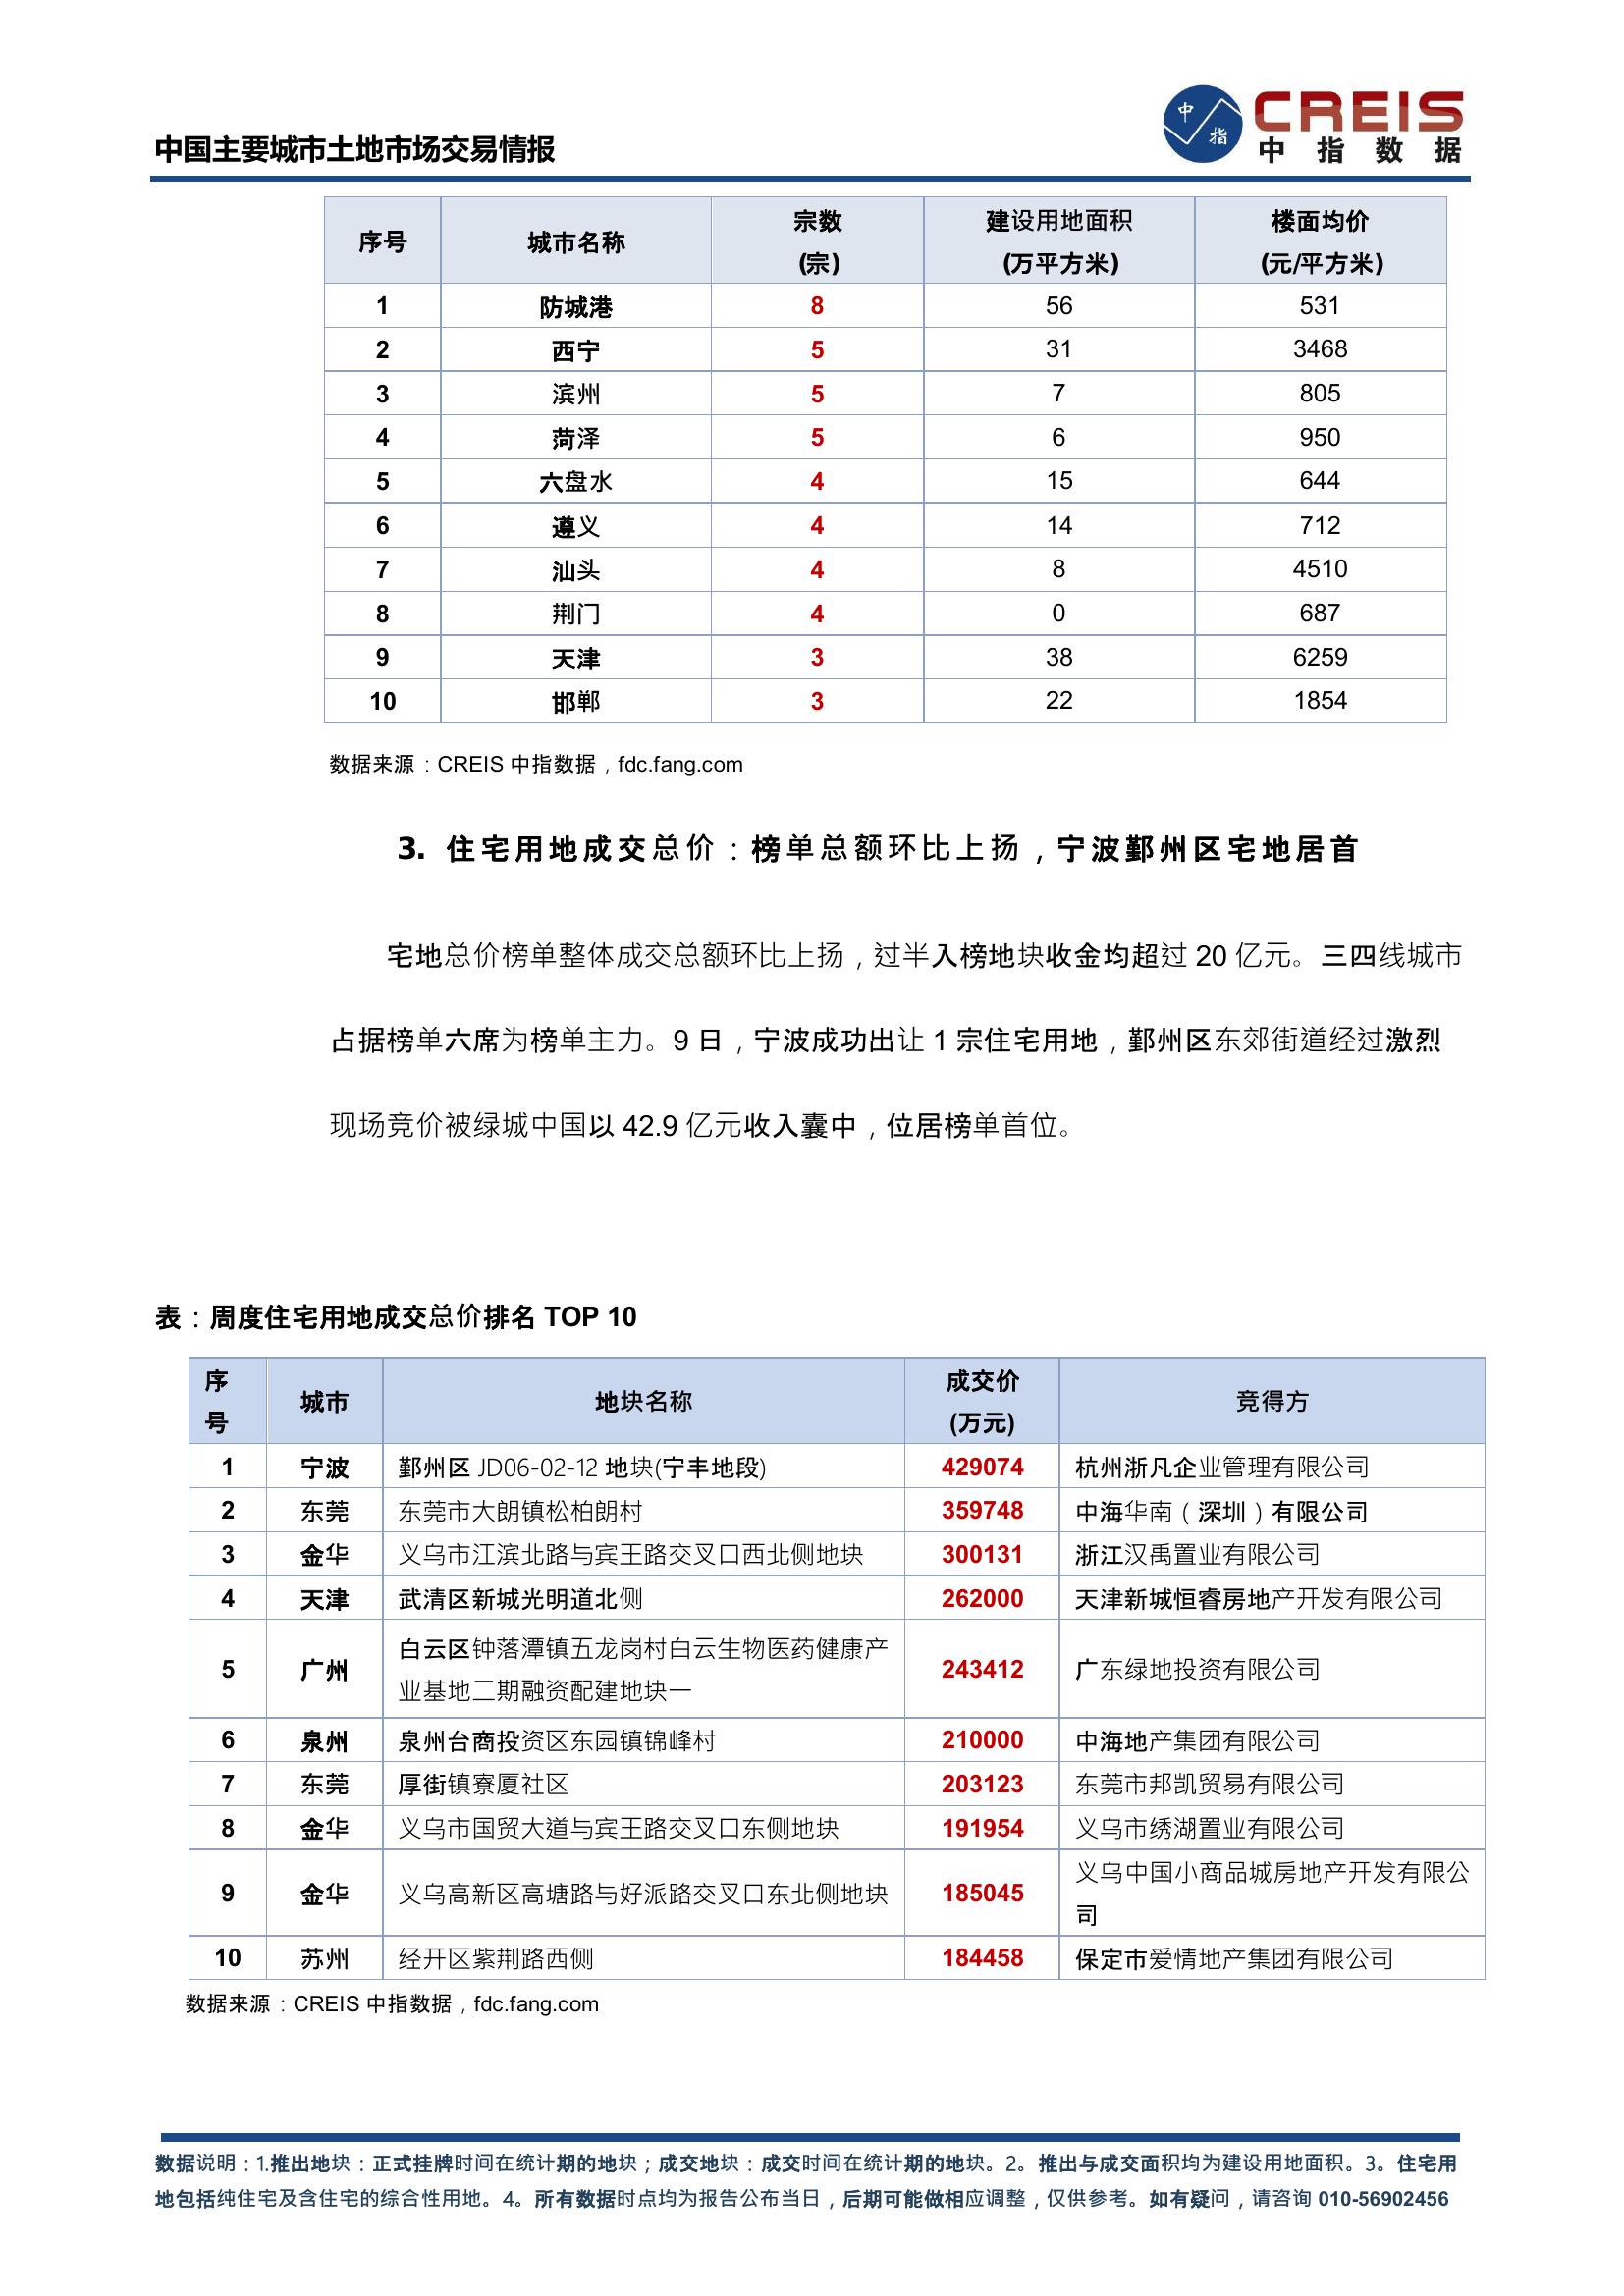 中国主要城市土地市场交易情报
中 指
CREIS
中指数据
序号 城市名称 宗数 (宗) 建设用地面积 (万平方米) 楼面均价 (元/平方米)
1 防城港 8 56 531
2 西宁 5 31 3468
3 滨州 5 7 805
4 菏泽 5 6 950
5 六盘水 4 15 644
6 遵义 4 14 712
7 汕头 4 8 4510
8 荆门 4 0 687
9 天津 3 38 6259
10 邯郸 3 22 1854
数据来源：CREIS 中指数据，fdc.fang.com
3. 住宅用地成交总价：榜单总额环比上扬，宁波鄞州区宅地居首
宅地总价榜单整体成交总额环比上扬，过半入榜地块收金均超过 20 亿元。三四线城市
占据榜单六席为榜单主力。9 日，宁波成功出让 1 宗住宅用地，鄞州区东郊街道经过激烈
现场竞价被绿城中国以 42.9 亿元收入囊中，位居榜单首位。
表：周度住宅用地成交总价排名 TOP 10
序号 城市 地块名称 成交价 (万元) 竞得方
1 宁波 鄞州区 JD06-02-12 地块(宁丰地段) 429074 杭州浙凡企业管理有限公司
2 东莞 东莞市大朗镇松柏朗村 359748 中海华南（深圳）有限公司
3 金华 义乌市江滨北路与宾王路交叉口西北侧地块 300131 浙江汉禹置业有限公司
4 天津 武清区新城光明道北侧 262000 天津新城恒睿房地产开发有限公司
5 广州 白云区钟落潭镇五龙岗村白云生物医药健康产
业基地二期融资配建地块一 243412 广东绿地投资有限公司
6 泉州 泉州台商投资区东园镇锦峰村 210000 中海地产集团有限公司
7 东莞 厚街镇寮厦社区 203123 东莞市邦凯贸易有限公司
8 金华 义乌市国贸大道与宾王路交叉口东侧地块 191954 义乌市绣湖置业有限公司
9 金华 义乌高新区高塘路与好派路交叉口东北侧地块 185045 义乌中国小商品城房地产开发有限公
司
10 苏州 经开区紫荆路西侧 184458 保定市爱情地产集团有限公司
数据来源：CREIS 中指数据，fdc.fang.com
数据说明：1.推出地块：正式挂牌时间在统计期的地块；成交地块：成交时间在统计期的地块。2。推出与成交面积均为建设用地面积。3。住宅用
地包括纯住宅及含住宅的综合性用地。4。所有数据时点均为报告公布当日，后期可能做相应调整，仅供参考。如有疑问，请咨询 010-56902456